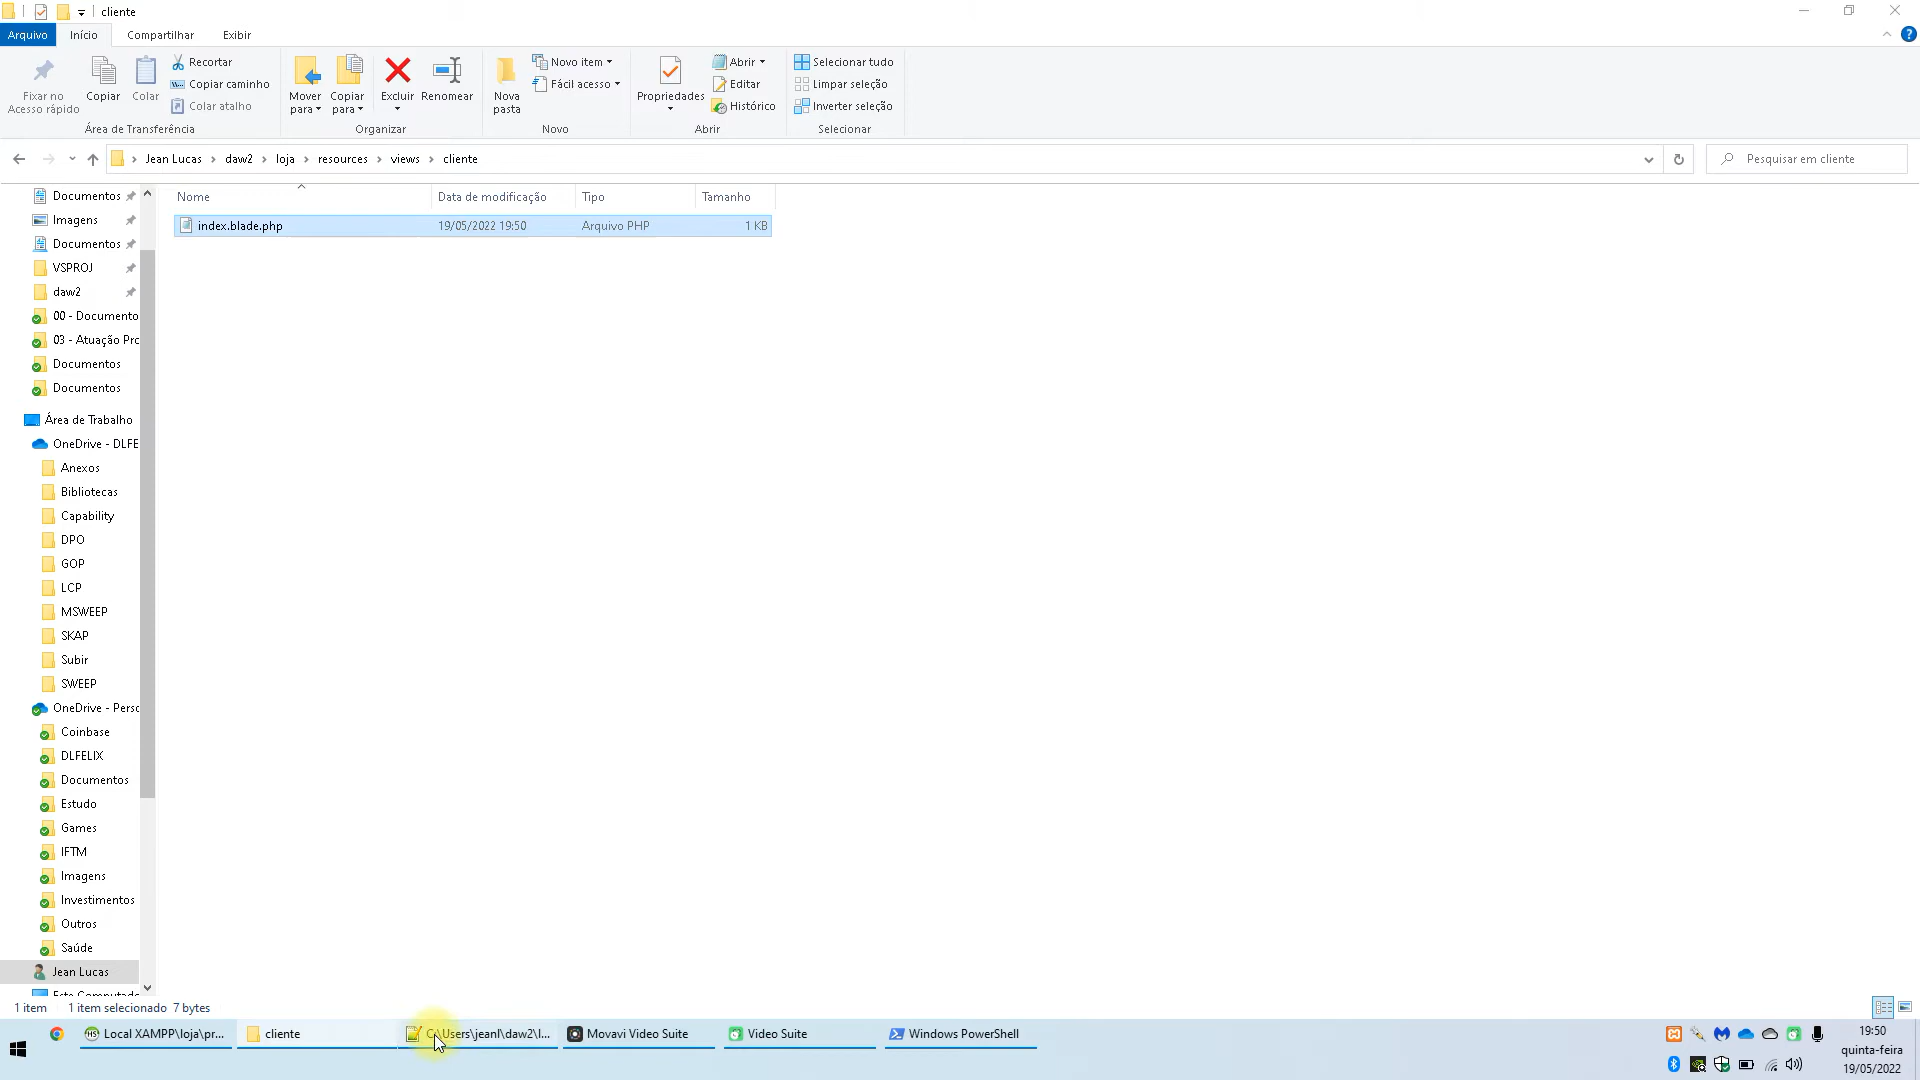 cliente
Arquivo Início Compartilhar Exibir
Fixar no Acesso rápido
Copiar
Colar
Recortar
Copiar caminho
Colar atalho
Área de Transferência
Mover para
Copiar para
Excluir
Renomear
Organizar
Nova pasta
Novo item
Fácil acesso
Novo
Propriedades
Abrir
Editar
Histórico
Abrir
Selecionar tudo
Limpar seleção
Inverter seleção
Selecionar
Jean Lucas > daw2 > loja > resources > views > cliente
Pesquisar em cliente
Nome Data de modificação Tipo Tamanho
index.blade.php 19/05/2022 19:50 Arquivo PHP 1 KB
Documentos
Imagens
Documentos
VSPROJ
daw2
00 - Documento
03 - Atuação Pro
Documentos
Documentos
Área de Trabalho
OneDrive - DLFE
Anexos
Bibliotecas
Capability
DPO
GOP
LCP
MSWEEP
SKAP
Subir
SWEEP
OneDrive - Perso
Coinbase
DLFELIX
Documentos
Estudo
Games
IFTM
Imagens
Investimentos
Outros
Saúde
Jean Lucas
Este Computado
1 item 1 item selecionado 7 bytes
Local XAMPP\loja\pr... cliente C:\Users\jeanl\daw2\l... Movavi Video Suite Video Suite Windows PowerShell
19:50
quinta-feira
19/05/2022